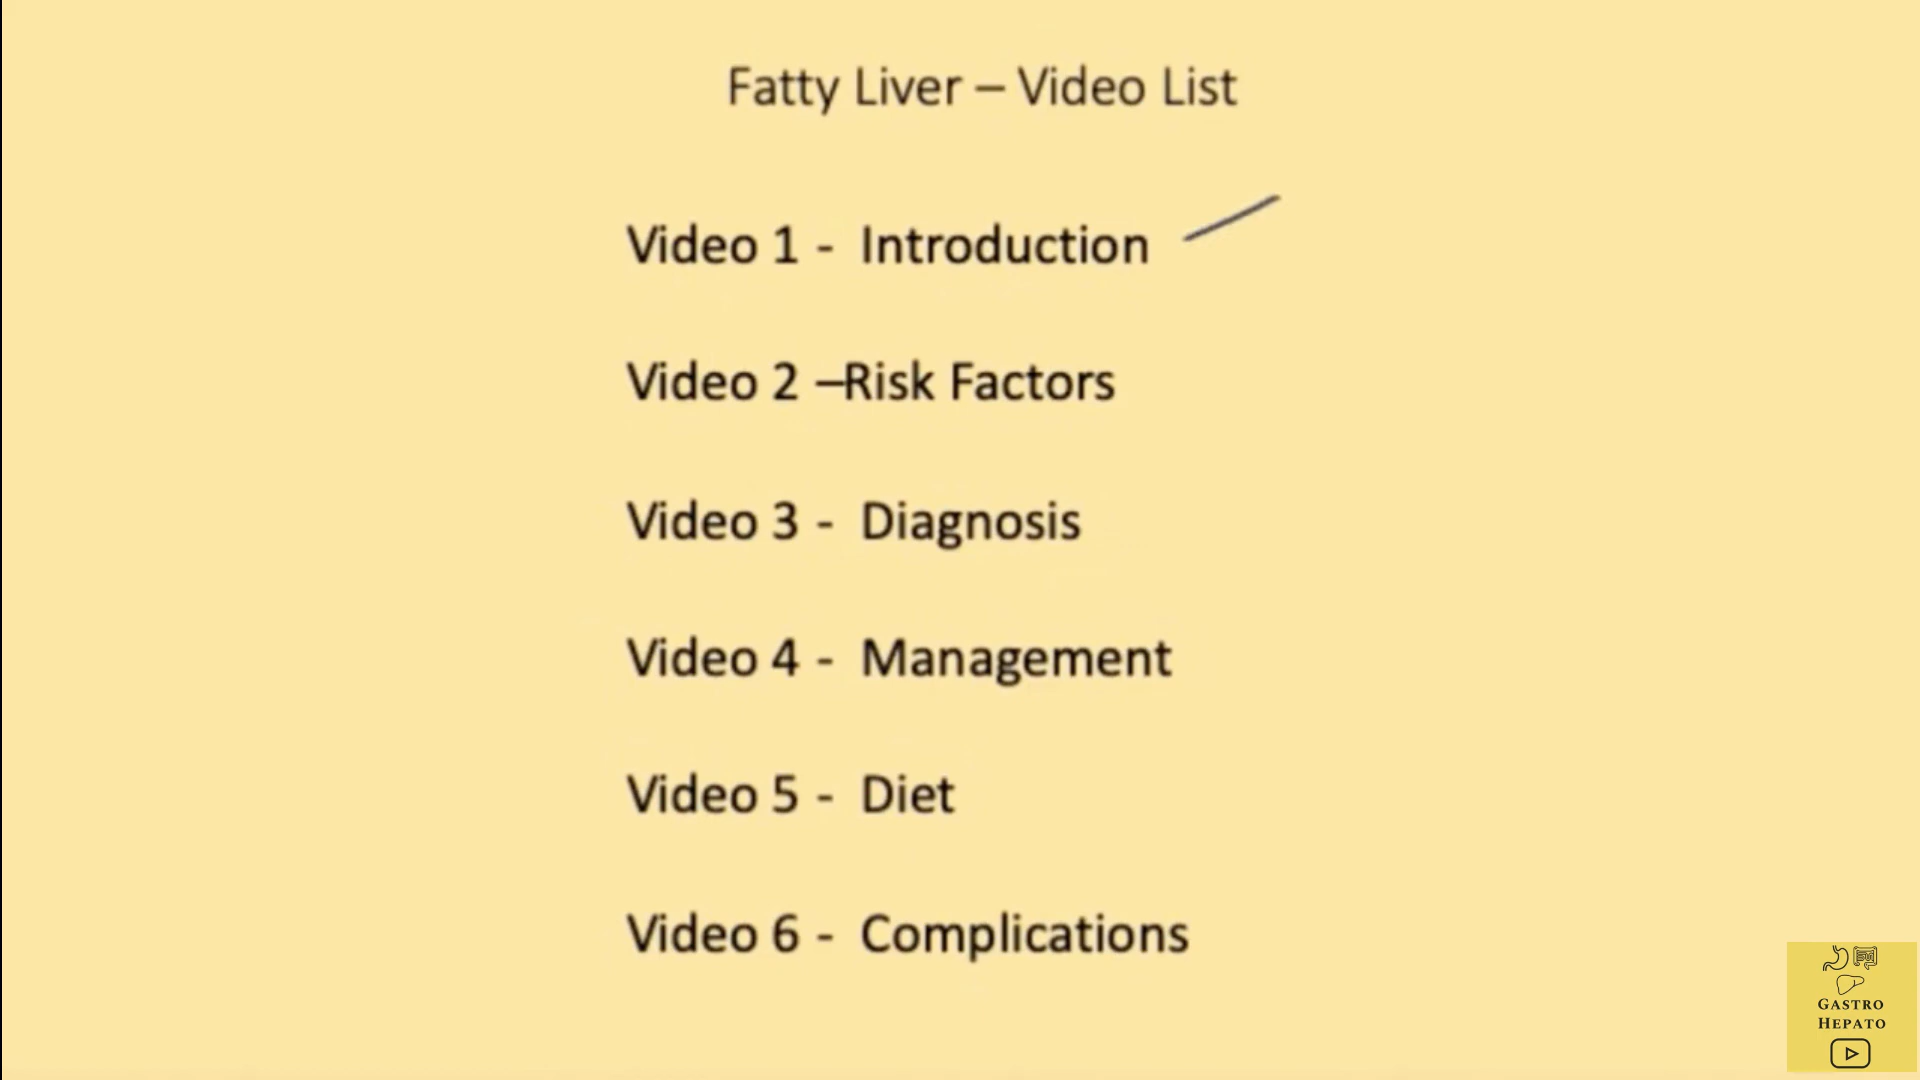 Fatty Liver – Video List
Video 1 - Introduction
Video 2 –Risk Factors
Video 3 - Diagnosis
Video 4 - Management
Video 5 - Diet
Video 6 - Complications
GASTRO
HEPATO